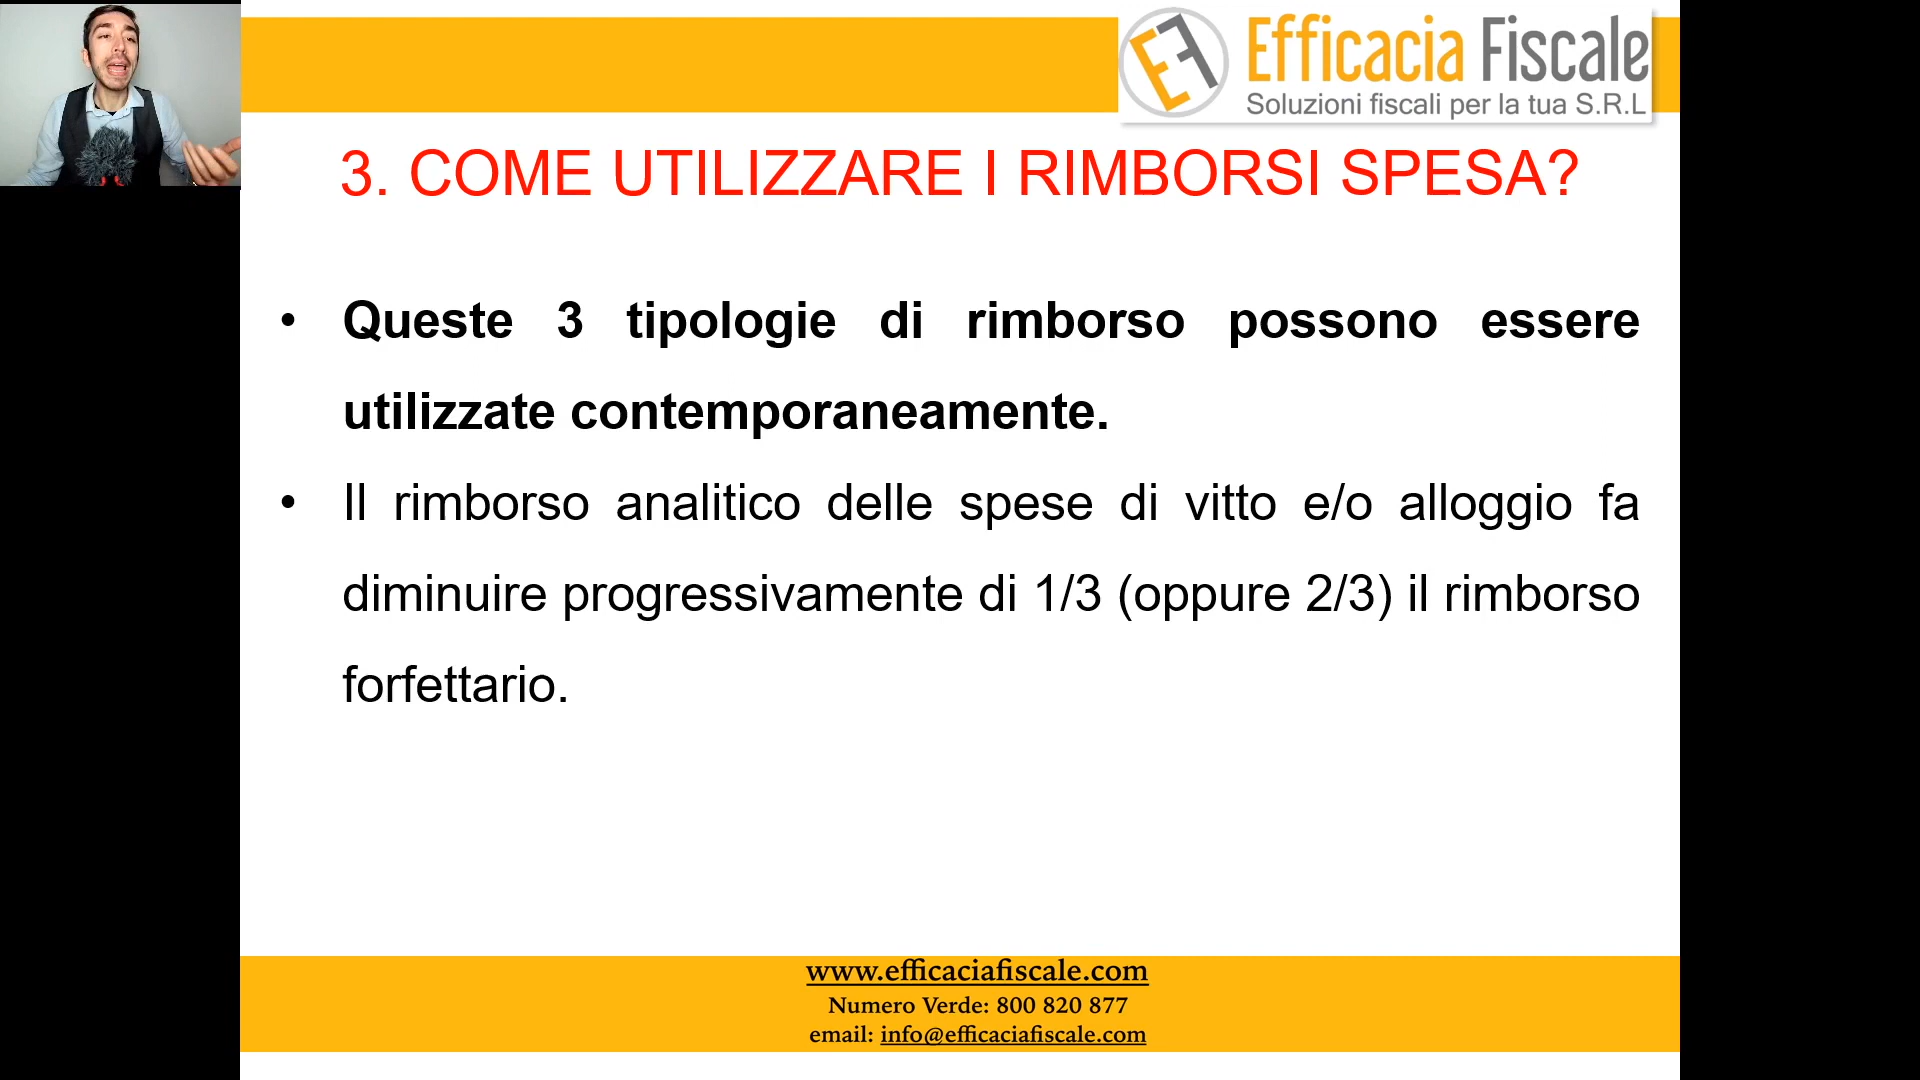 EF
Efficacia Fiscale
Soluzioni fiscali per la tua S.R.L
3. COME UTILIZZARE I RIMBORSI SPESA?
• Queste 3 tipologie di rimborso possono essere
utilizzate contemporaneamente.
• Il rimborso analitico delle spese di vitto e/o alloggio fa
diminuire progressivamente di 1/3 (oppure 2/3) il rimborso
forfettario.
www.efficaciafiscale.com
Numero Verde: 800 820 877
email: info@efficaciafiscale.com